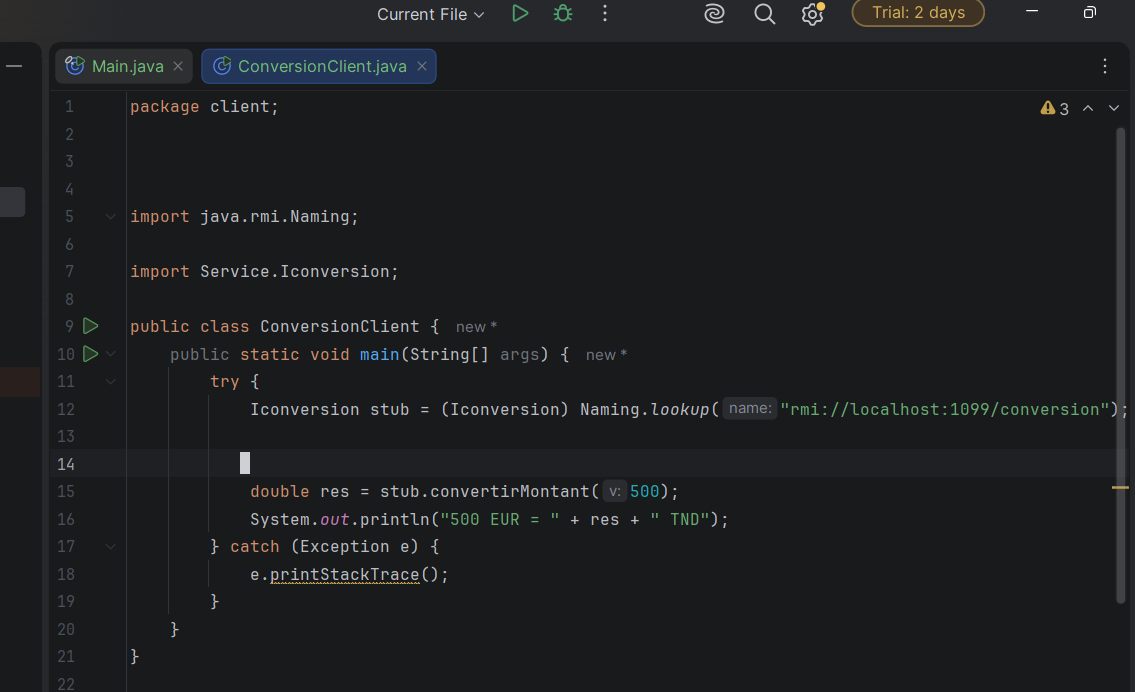 Current File
Trial: 2 days
Main.java
ConversionClient.java
3
1 package client;
2
3
4
5 import java.rmi.Naming;
6
7 import Service.Iconversion;
8
9 public class ConversionClient { new *
10 public static void main(String[] args) { new *
11 try {
12 Iconversion stub = (Iconversion) Naming.lookup( name: "rmi://localhost:1099/conversion");
13
14
15 double res = stub.convertirMontant( v: 500);
16 System.out.println("500 EUR = " + res + " TND");
17 } catch (Exception e) {
18 e.printStackTrace();
19 }
20 }
21 }
22